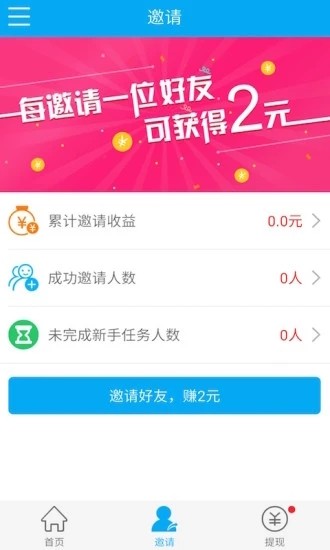 邀请
每邀请一位好友
可获得2元
累计邀请收益 0.0元
成功邀请人数 0人
未完成新手任务人数 0人
邀请好友，赚2元
首页 邀请 提现